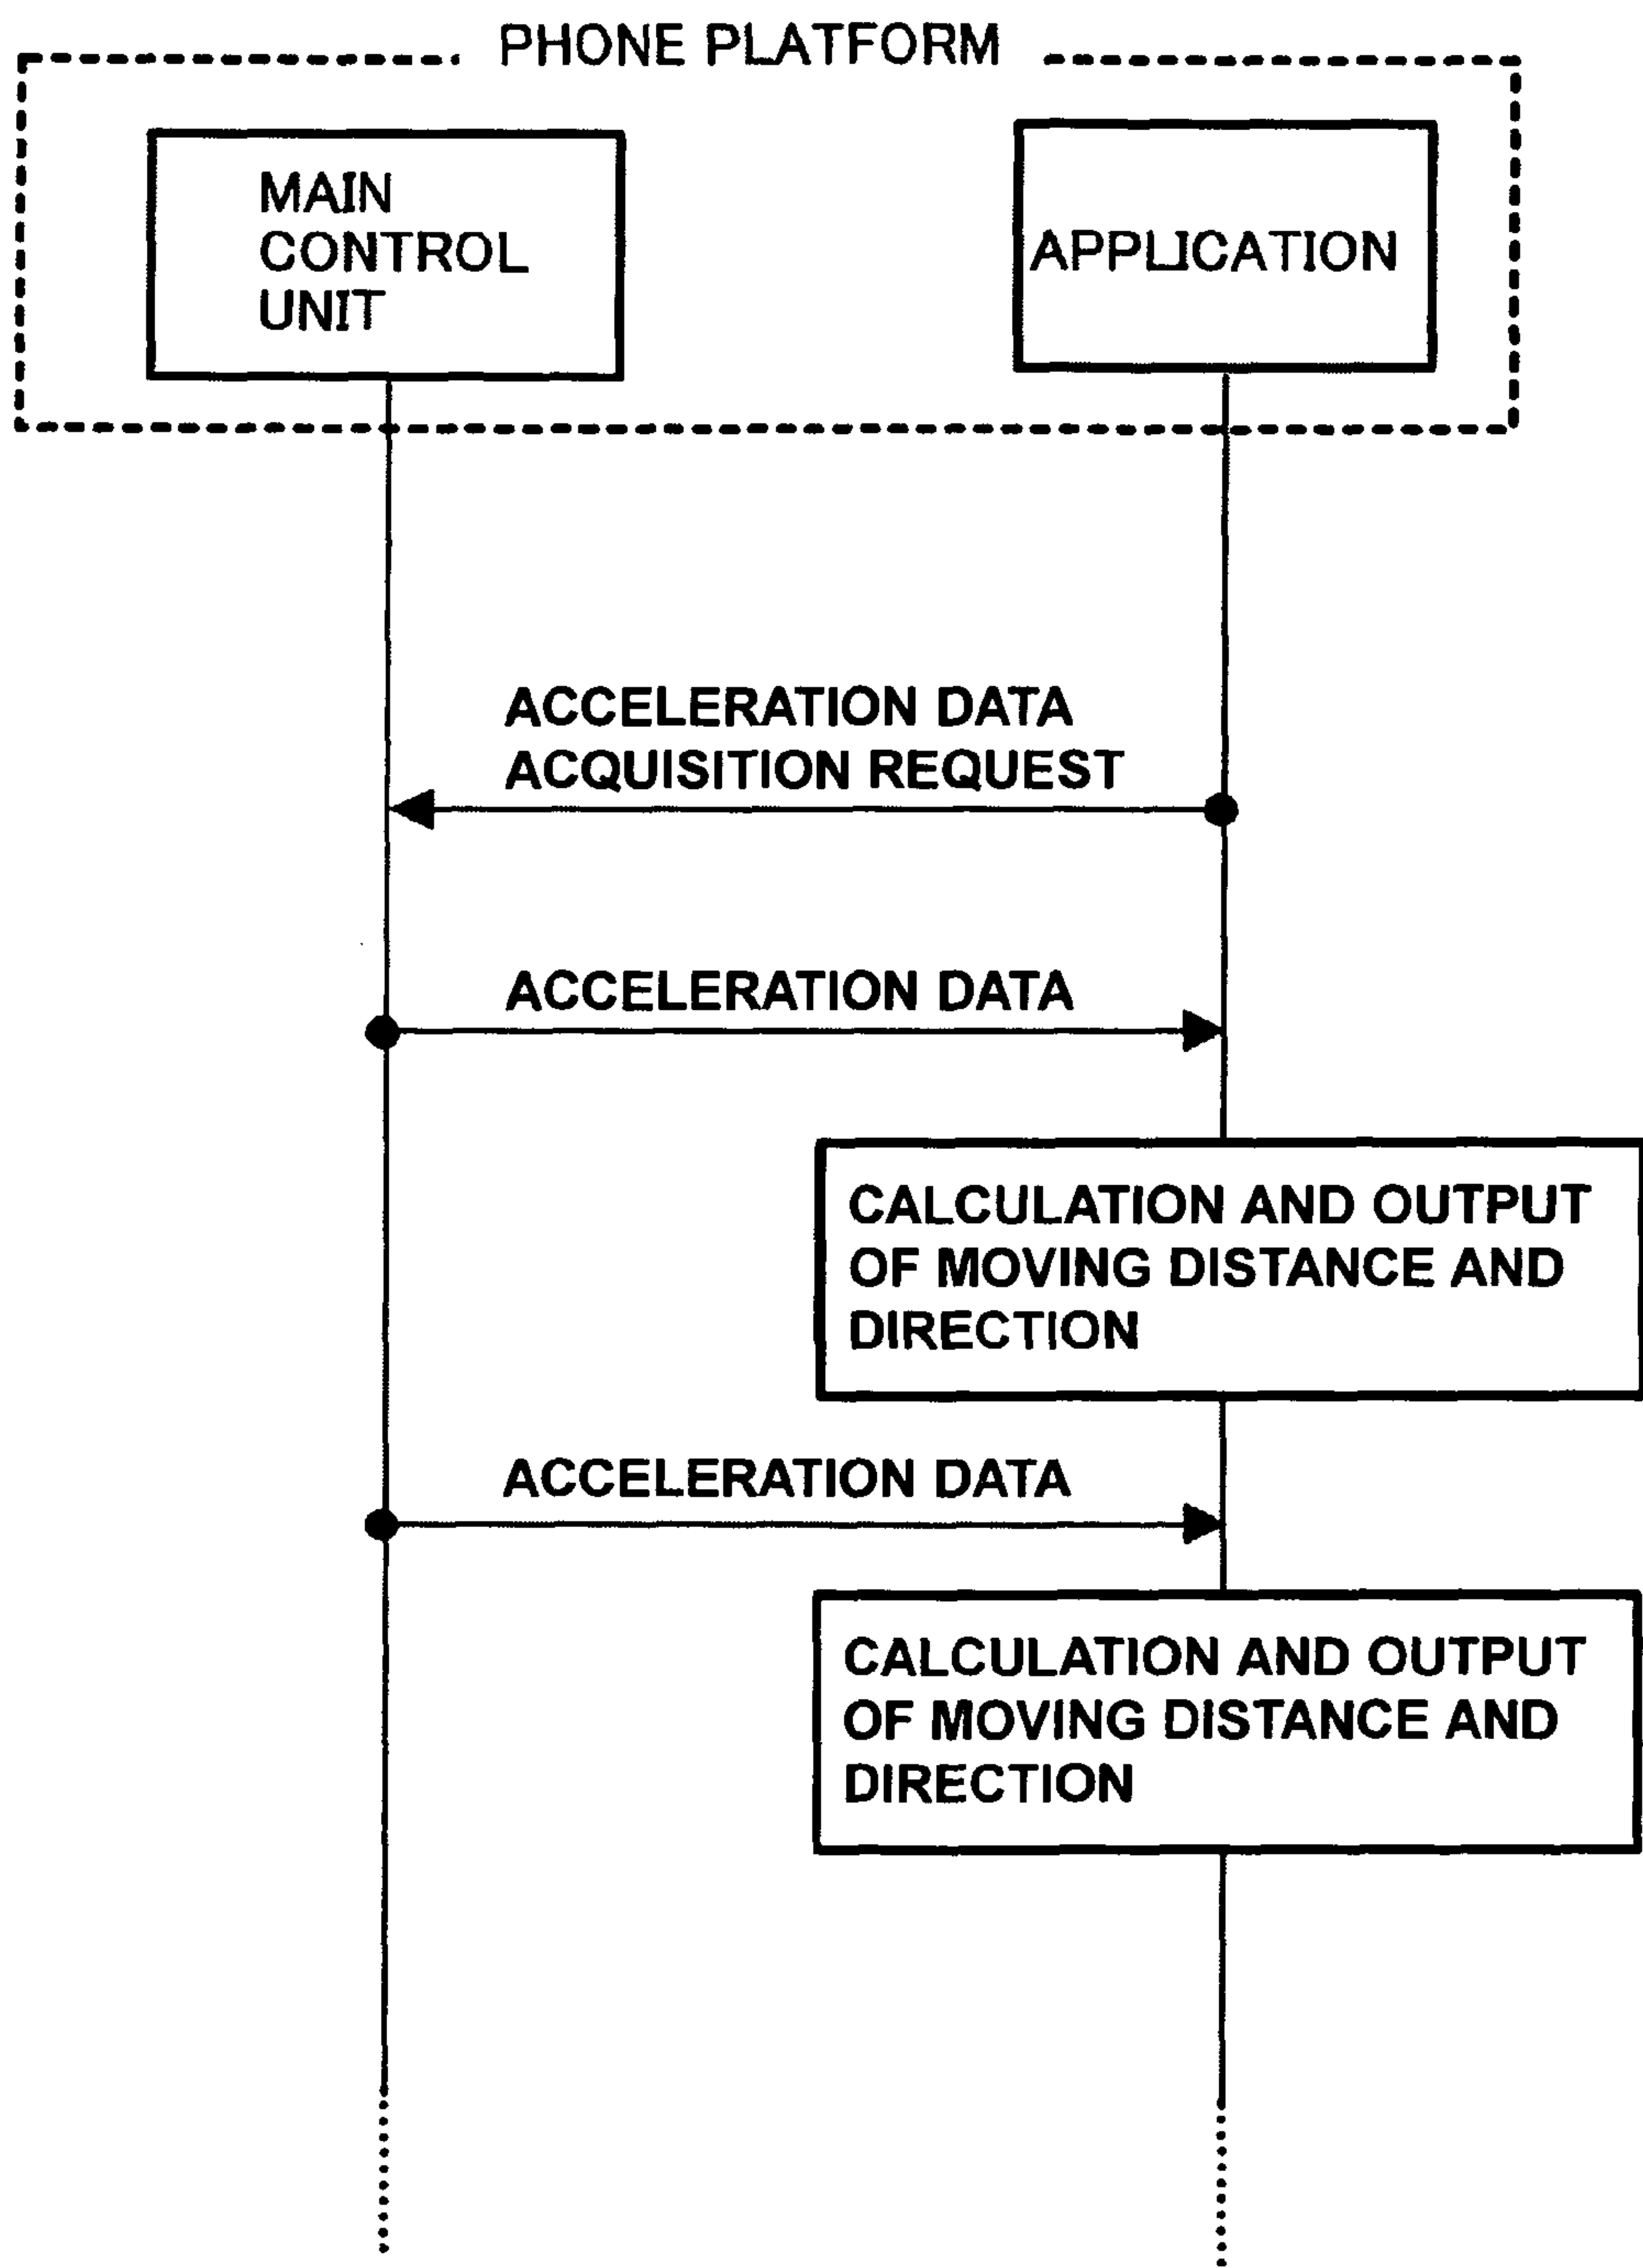 PHONE PLATFORM
MAIN
CONTROL
UNIT
APPLICATION
ACCELERATION DATA
ACQUISITION REQUEST
ACCELERATION DATA
CALCULATION AND OUTPUT
OF MOVING DISTANCE AND
DIRECTION
ACCELERATION DATA
CALCULATION AND OUTPUT
OF MOVING DISTANCE AND
DIRECTION